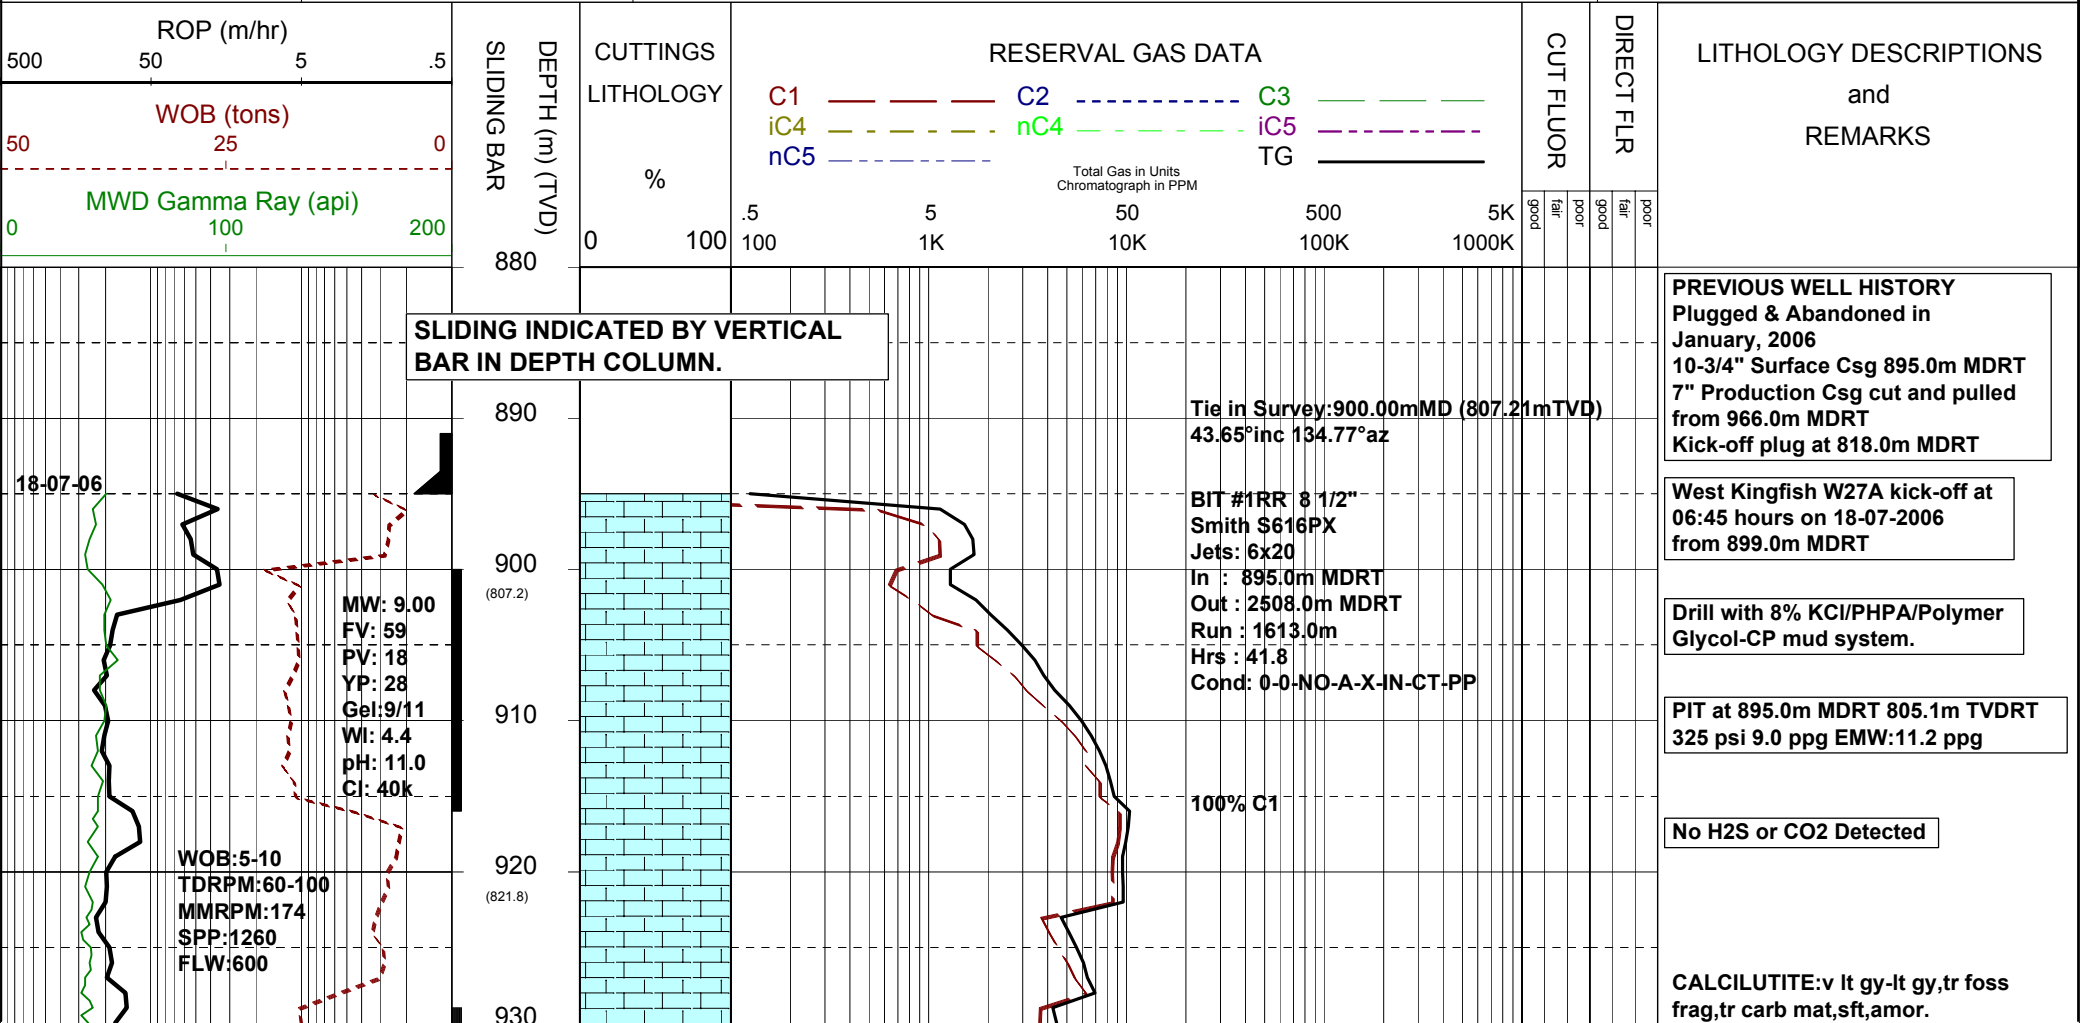 ROP (m/hr)
500 50 5 .5
WOB (tons)
50 25 0
MWD Gamma Ray (api)
0 100 200
SLIDING BAR
DEPTH (m) (TVD)
CUTTINGS
LITHOLOGY
%
0 100
RESERVAL GAS DATA
C1 C2 C3
iC4 nC4 iC5
nC5 TG
Total Gas in Units
Chromatograph in PPM
.5 5 50 500 5K
100 1K 10K 100K 1000K
CUT FLUOR
good fair poor
DIRECT FLR
good fair poor
LITHOLOGY DESCRIPTIONS
and
REMARKS
880
SLIDING INDICATED BY VERTICAL
BAR IN DEPTH COLUMN.
890
18-07-06
900
(807.2)
910
920
(821.8)
930
MW: 9.00
FV: 59
PV: 18
YP: 28
Gel:9/11
Wl: 4.4
pH: 11.0
Cl: 40k
WOB:5-10
TDRPM:60-100
MMRPM:174
SPP:1260
FLW:600
Tie in Survey:900.00mMD (807.21mTVD)
43.65°inc 134.77°az
BIT #1RR 8 1/2"
Smith S616PX
Jets: 6x20
In : 895.0m MDRT
Out : 2508.0m MDRT
Run : 1613.0m
Hrs : 41.8
Cond: 0-0-NO-A-X-IN-CT-PP
100% C1
PREVIOUS WELL HISTORY
Plugged & Abandoned in
January, 2006
10-3/4" Surface Csg 895.0m MDRT
7" Production Csg cut and pulled
from 966.0m MDRT
Kick-off plug at 818.0m MDRT
West Kingfish W27A kick-off at
06:45 hours on 18-07-2006
from 899.0m MDRT
Drill with 8% KCl/PHPA/Polymer
Glycol-CP mud system.
PIT at 895.0m MDRT 805.1m TVDRT
325 psi 9.0 ppg EMW:11.2 ppg
No H2S or CO2 Detected
CALCILUTITE:v lt gy-lt gy,tr foss
frag,tr carb mat,sft,amor.